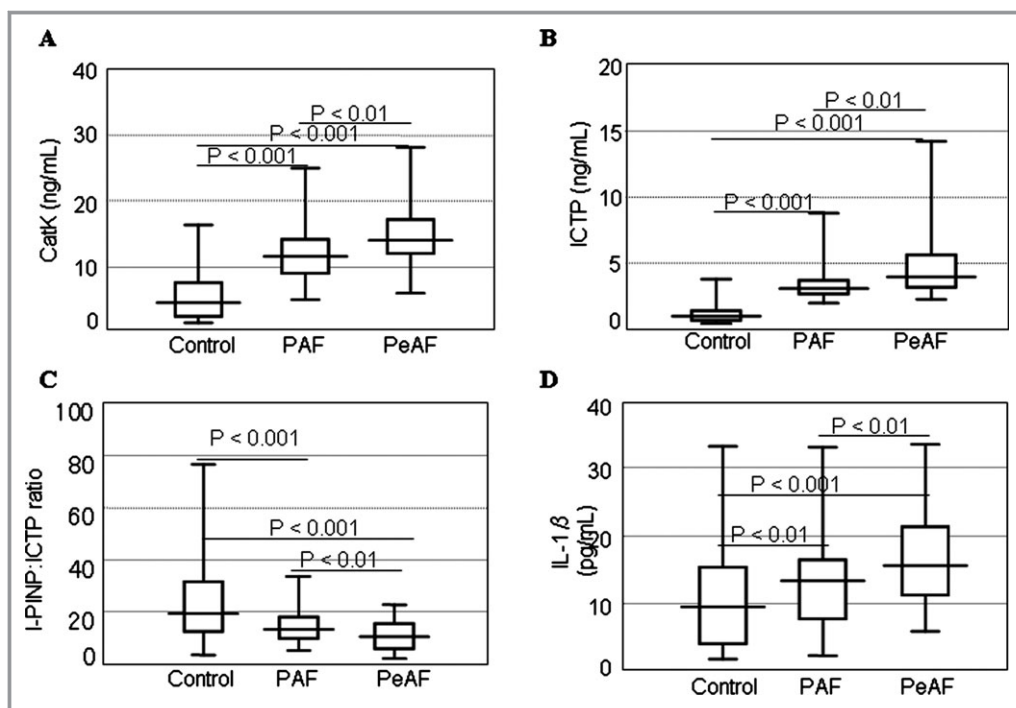 A
CatK (ng/mL)
40
30
20
10
0
P < 0.01
P < 0.001
P < 0.001
Control PAF PeAF
B
ICTP (ng/mL)
20
15
10
5
0
P < 0.01
P < 0.001
P < 0.001
Control PAF PeAF
C
I-PINP:ICTP ratio
100
80
60
40
20
0
P < 0.001
P < 0.001
P < 0.01
Control PAF PeAF
D
IL-1β
(pg/mL)
40
30
20
10
0
P < 0.01
P < 0.001
P < 0.01
Control PAF PeAF